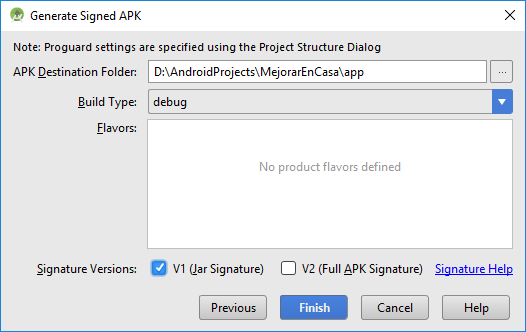 Generate Signed APK
Note: Proguard settings are specified using the Project Structure Dialog
APK Destination Folder: D:\AndroidProjects\MejorarEnCasa\app ...
Build Type: debug
Flavors:
No product flavors defined
Signature Versions: V1 (Jar Signature) V2 (Full APK Signature) Signature Help
Previous Finish Cancel Help